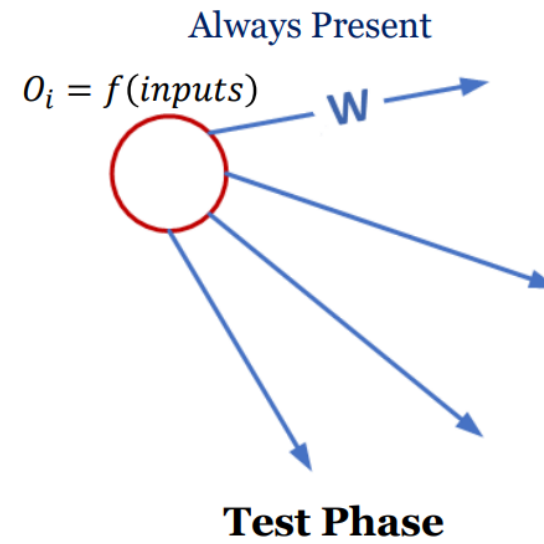 Always Present
O_i = f(inputs)
W
Test Phase